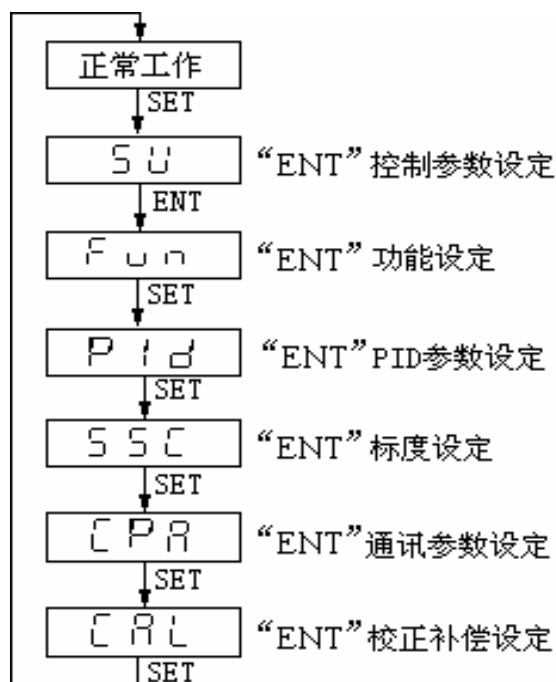 正常工作
SET
SU “ENT”控制参数设定
ENT
Fun “ENT”功能设定
SET
PId “ENT”PID参数设定
SET
SSC “ENT”标度设定
SET
CPA “ENT”通讯参数设定
SET
CAL “ENT”校正补偿设定
SET